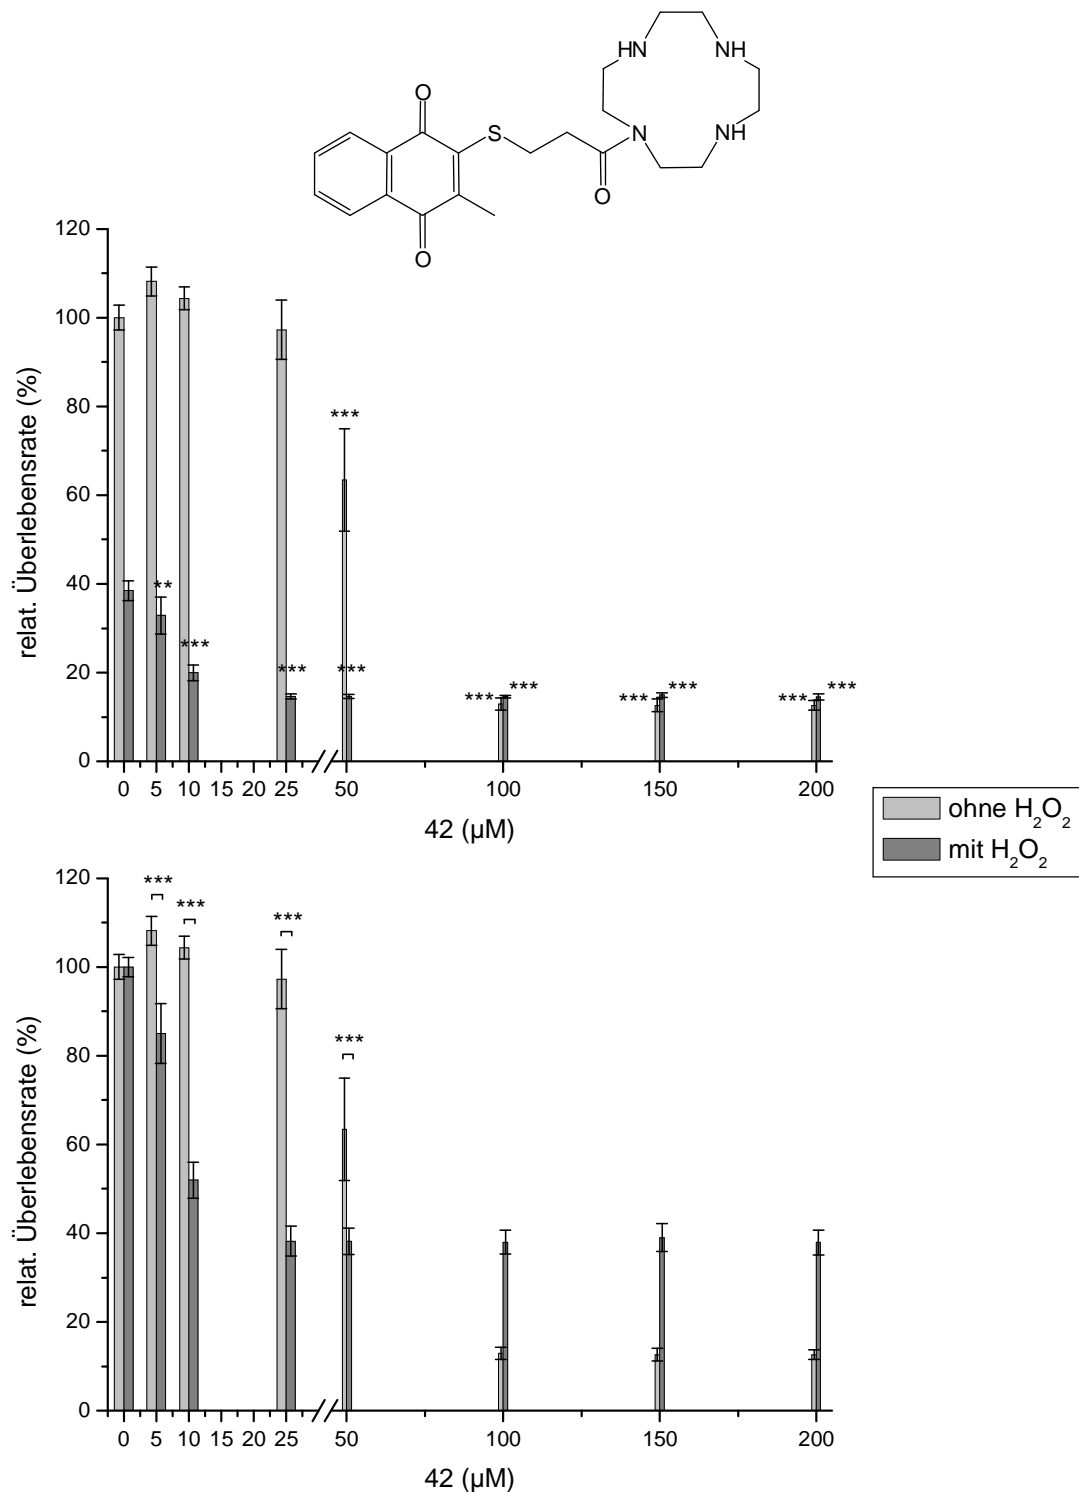 HN NH
O
S N NH
O
O
120
100
80
60
40
20
0
relat. Überlebensrate (%)
***
**
*** *** ***
*** *** *** *** *** ***
0 5 10 15 20 25 50 100 150 200
42 (µM)
ohne H₂O₂
mit H₂O₂
120
100
80
60
40
20
0
relat. Überlebensrate (%)
*** *** ***
***
0 5 10 15 20 25 50 100 150 200
42 (µM)